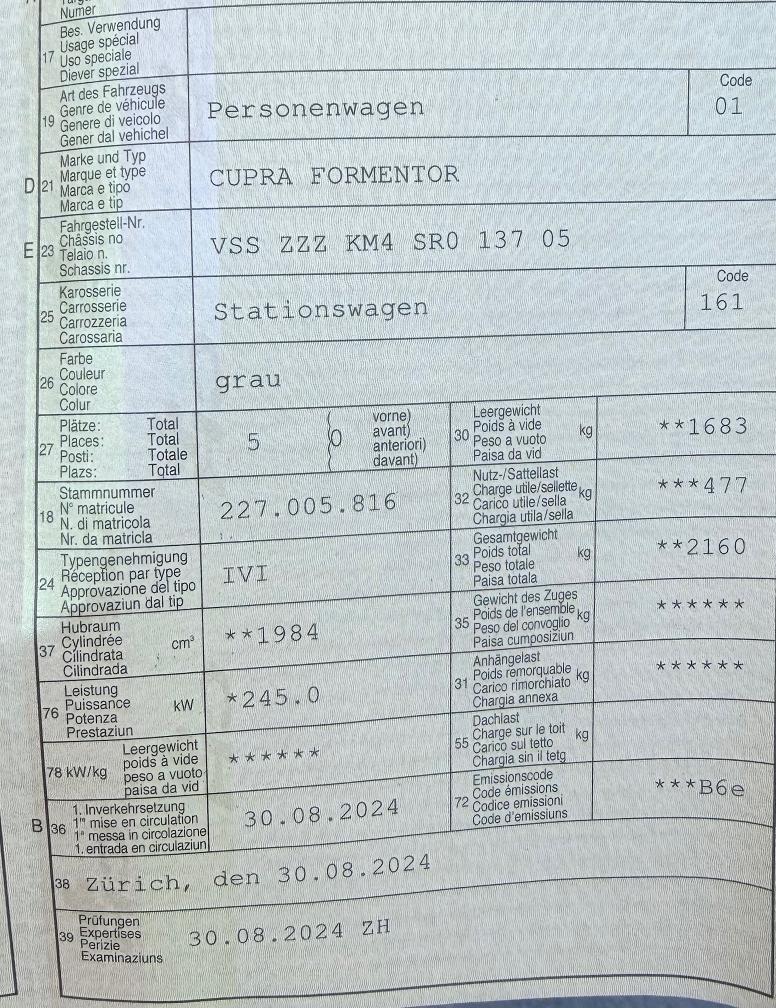 Numer
17 Bes. Verwendung
Usage spécial
Uso speciale
Diever spezial
19 Art des Fahrzeugs
Genre de véhicule
Genere di veicolo
Gener dal vehichel
Personenwagen
Code
01
D 21 Marke und Typ
Marque et type
Marca e tipo
Marca e tip
CUPRA FORMENTOR
E 23 Fahrgestell-Nr.
Châssis no
Telaio n.
Schassis nr.
VSS ZZZ KM4 SR0 137 05
25 Karosserie
Carrosserie
Carrozzeria
Carossaria
Stationswagen
Code
161
26 Farbe
Couleur
Colore
Colur
grau
27 Plätze: Total
Places: Total
Posti: Totale
Plazs: Total
5
(0 vorne)
avant)
anteriori)
davant)
30 Leergewicht
Poids à vide
Peso a vuoto
Paisa da vid
kg
**1683
18 Stammnummer
N° matricule
N. di matricola
Nr. da matricla
227.005.816
32 Nutz-/Sattellast
Charge utile/sellette
Carico utile/sella
Chargia utila/sella
kg
***477
24 Typengenehmigung
Réception par type
Approvazione del tipo
Approvaziun dal tip
IVI
33 Gesamtgewicht
Poids total
Peso totale
Paisa totala
kg
**2160
37 Hubraum
Cylindrée
Cilindrata
Cilindrada
cm³
**1984
35 Gewicht des Zuges
Poids de l'ensemble
Peso del convoglio
Paisa cumposiziun
kg
******
76 Leistung
Puissance
Potenza
Prestaziun
kW
*245.0
31 Anhängelast
Poids remorquable
Carico rimorchiato
Chargia annexa
kg
******
78 kW/kg Leergewicht
poids à vide
peso a vuoto
paisa da vid
******
55 Dachlast
Charge sur le toit
Carico sul tetto
Chargia sin il tetg
kg
B 36 1. Inverkehrsetzung
1re mise en circulation
1a messa in circolazione
1. entrada en circulaziun
30.08.2024
72 Emissionscode
Code émissions
Codice emissioni
Code d'emissiuns
***B6e
38 Zürich, den 30.08.2024
39 Prüfungen
Expertises
Perizie
Examinaziuns
30.08.2024 ZH